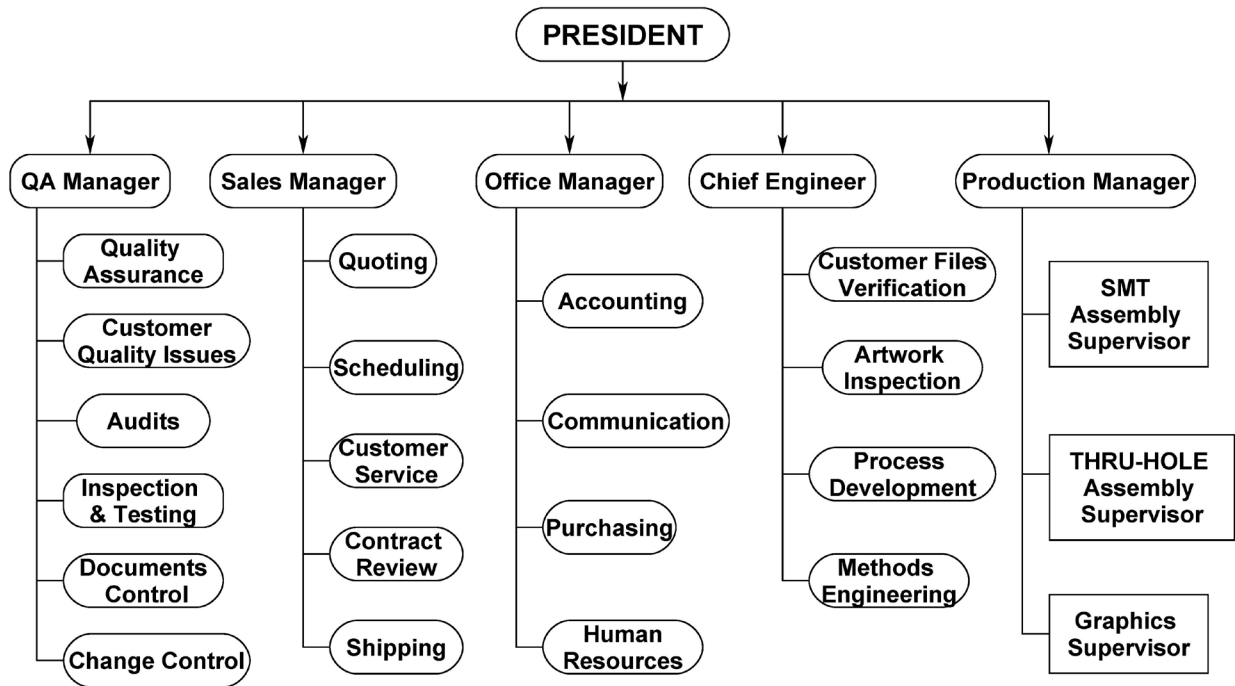 PRESIDENT
QA Manager
Sales Manager
Office Manager
Chief Engineer
Production Manager
Quality
Assurance
Customer
Quality Issues
Audits
Inspection
& Testing
Documents
Control
Change Control
Quoting
Scheduling
Customer
Service
Contract
Review
Shipping
Accounting
Communication
Purchasing
Human
Resources
Customer Files
Verification
Artwork
Inspection
Process
Development
Methods
Engineering
SMT
Assembly
Supervisor
THRU-HOLE
Assembly
Supervisor
Graphics
Supervisor